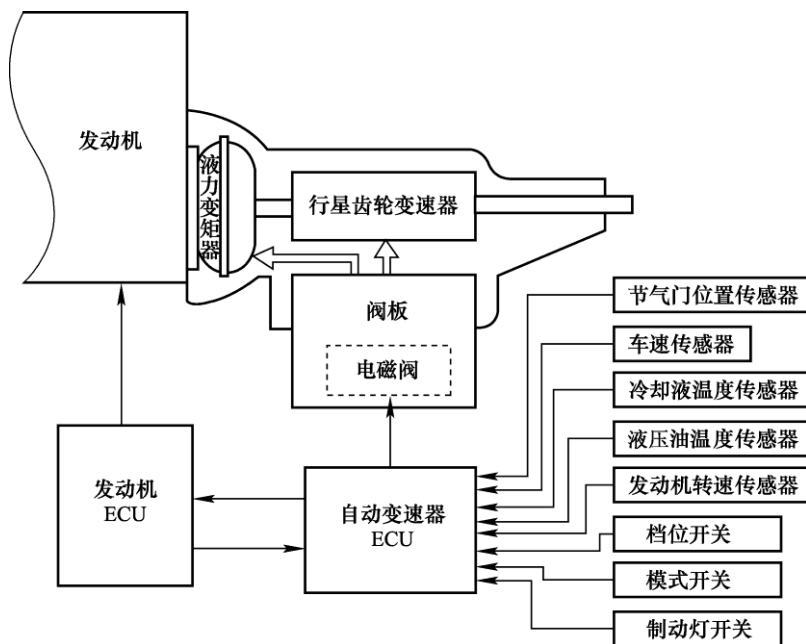 发动机
液力变矩器
行星齿轮变速器
阀板
电磁阀
节气门位置传感器
车速传感器
冷却液温度传感器
液压油温度传感器
发动机转速传感器
档位开关
模式开关
制动灯开关
发动机
ECU
自动变速器
ECU